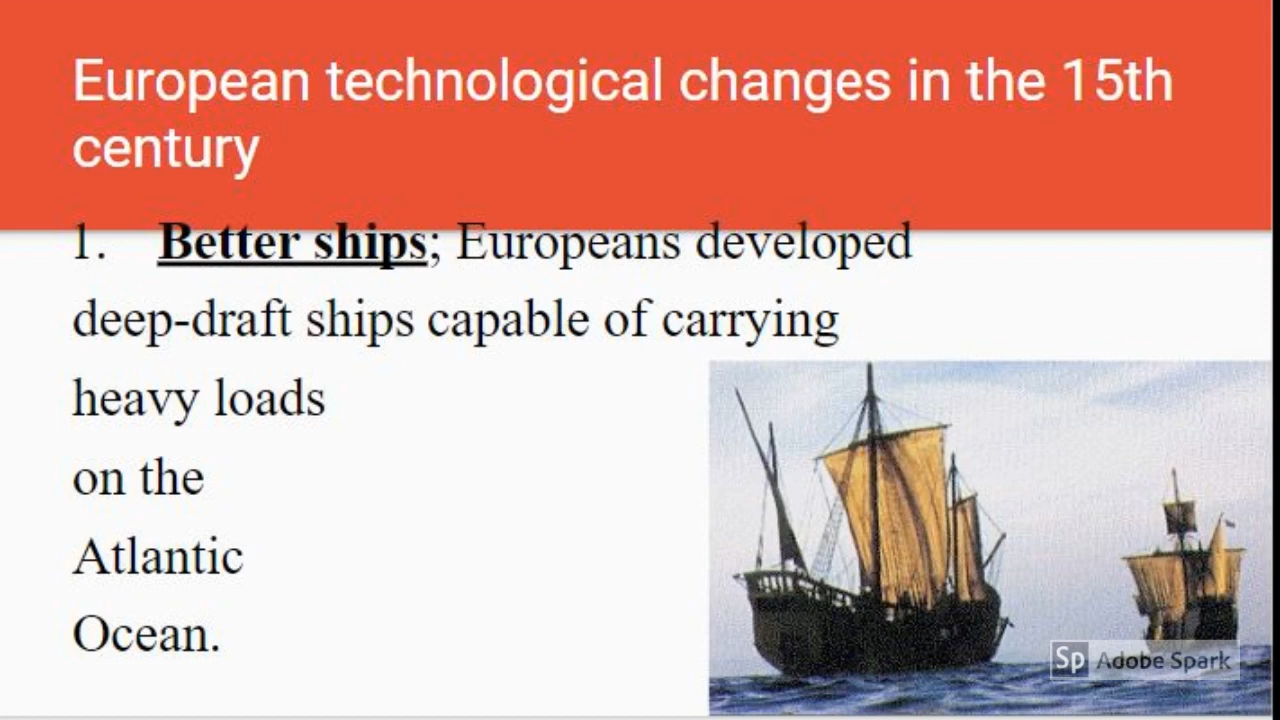 European technological changes in the 15th
century
1. Better ships; Europeans developed
deep-draft ships capable of carrying
heavy loads
on the
Atlantic
Ocean.
Sp Adobe Spark